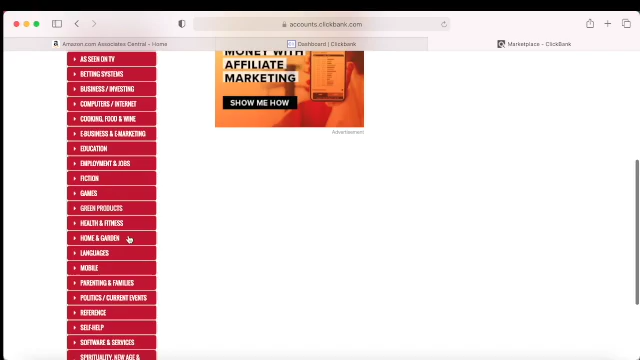 accounts.clickbank.com
Amazon.com Associates Central - Home
Dashboard | Clickbank
Marketplace - ClickBank
AS SEEN ON TV
BETTING SYSTEMS
BUSINESS / INVESTING
COMPUTERS / INTERNET
COOKING, FOOD & WINE
E-BUSINESS & E-MARKETING
EDUCATION
EMPLOYMENT & JOBS
FICTION
GAMES
GREEN PRODUCTS
HEALTH & FITNESS
HOME & GARDEN
LANGUAGES
MOBILE
PARENTING & FAMILIES
POLITICS / CURRENT EVENTS
REFERENCE
SELF-HELP
SOFTWARE & SERVICES
SPIRITUALITY, NEW AGE &
MONEY WITH
AFFILIATE
MARKETING
SHOW ME HOW
Advertisement